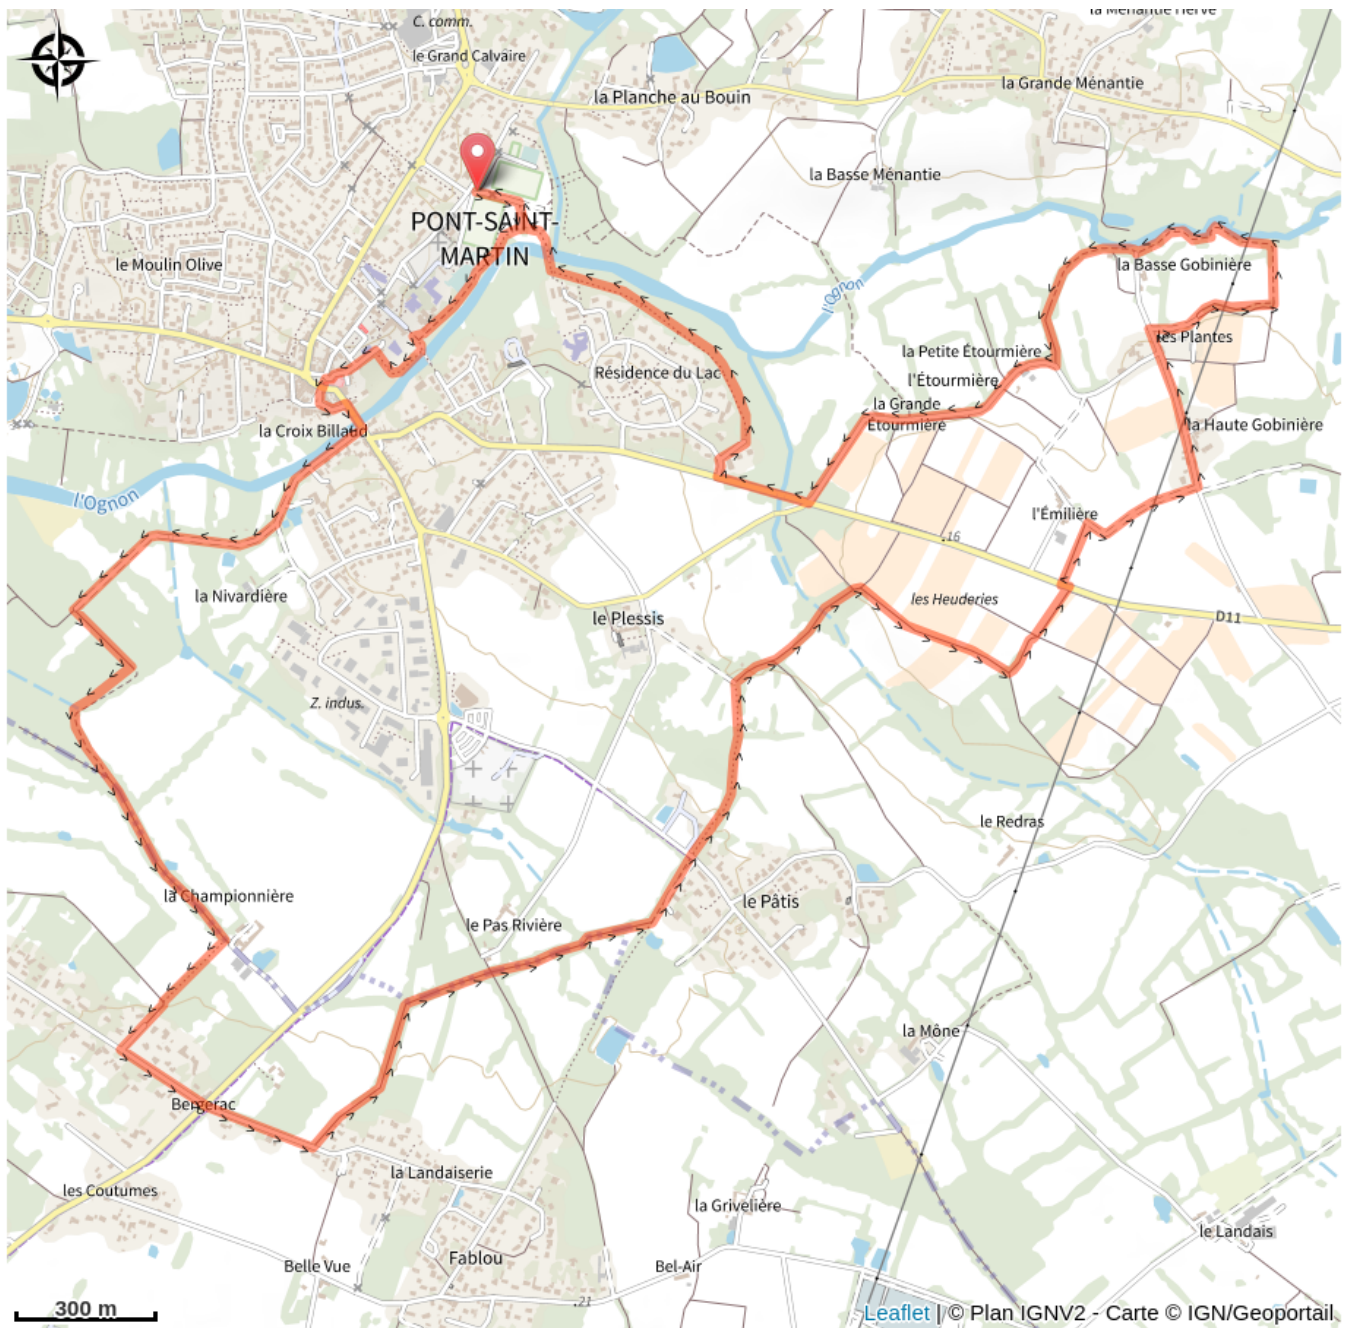 la Ménantie Hervé
C. comm.
le Grand Calvaire
la Planche au Bouin
la Grande Ménantie
la Basse Ménantie
PONT-SAINT-
MARTIN
le Moulin Olive
la Basse Gobinière
l'Ognon
les Plantes
la Petite Étourmière
Résidence du Lac
l'Étourmière
la Grande
Étourmière
la Croix Billaud
la Haute Gobinière
l'Ognon
l'Émilière
16
la Nivardière
les Heuderies
le Plessis
D11
Z. indus.
le Redras
la Championnière
le Pâtis
le Pas Rivière
la Mône
Bergerac
la Landaiserie
les Coutumes
la Grivelière
le Landais
Fablou
Belle Vue
Bel-Air
21
300 m
Leaflet | © Plan IGNV2 - Carte © IGN/Geoportail